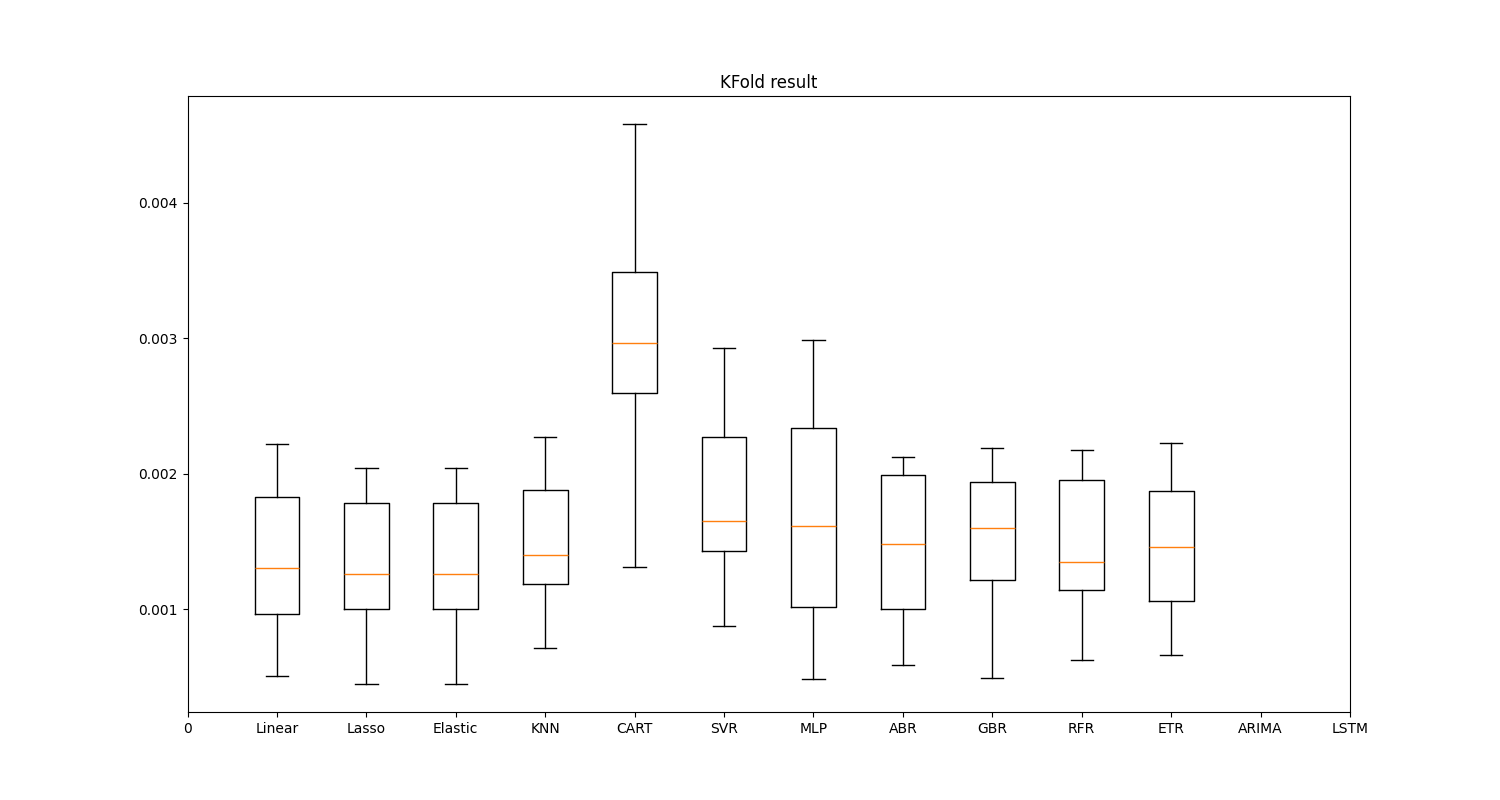 KFold result
0.004
0.003
0.002
0.001
0 Linear Lasso Elastic KNN CART SVR MLP ABR GBR RFR ETR ARIMA LSTM